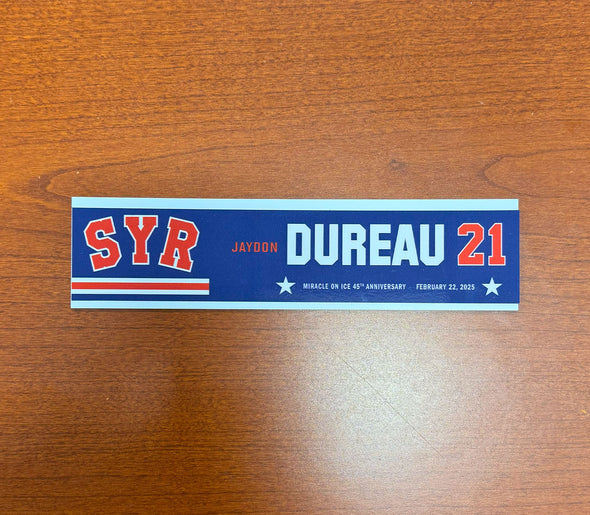 SYR JAYDON DUREAU 21
MIRACLE ON ICE 45TH ANNIVERSARY FEBRUARY 22, 2025